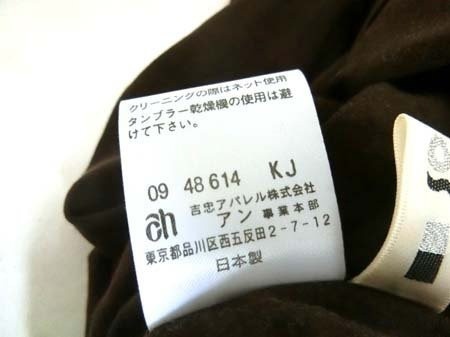 クリーニングの際はネット使用
タンブラー乾燥機の使用は避
けて下さい。
09 48614 KJ
吉忠アパレル株式会社
アン 事業本部
東京都品川区西五反田2-7-12
日本製